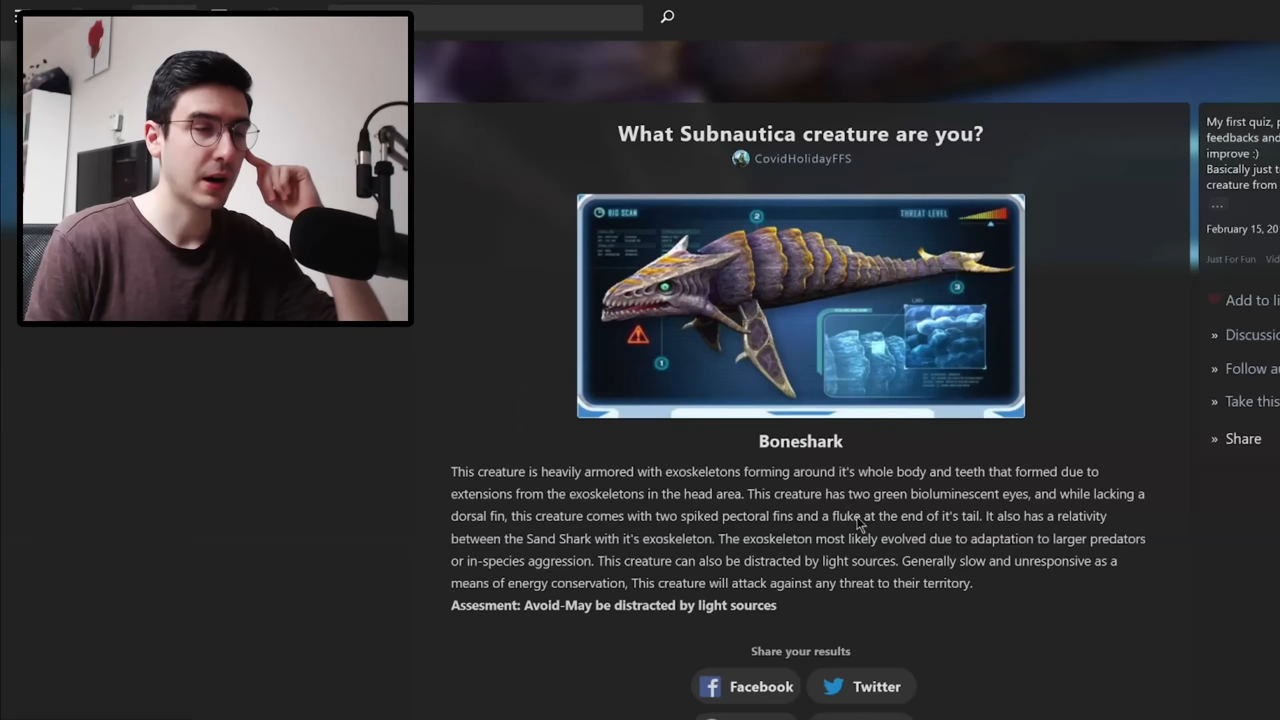 What Subnautica creature are you?
CovidHolidayFFS
BIO SCAN
THREAT LEVEL
2
3
1
Boneshark
This creature is heavily armored with exoskeletons forming around it's whole body and teeth that formed due to
extensions from the exoskeletons in the head area. This creature has two green bioluminescent eyes, and while lacking a
dorsal fin, this creature comes with two spiked pectoral fins and a fluke at the end of it's tail. It also has a relativity
between the Sand Shark with it's exoskeleton. The exoskeleton most likely evolved due to adaptation to larger predators
or in-species aggression. This creature can also be distracted by light sources. Generally slow and unresponsive as a
means of energy conservation, This creature will attack against any threat to their territory.
Assesment: Avoid-May be distracted by light sources
Share your results
Facebook
Twitter
My first quiz, p
feedbacks and
improve :)
Basically just t
creature from
...
February 15, 20
Just For Fun Vid
Add to li
» Discussio
» Follow au
» Take this
» Share